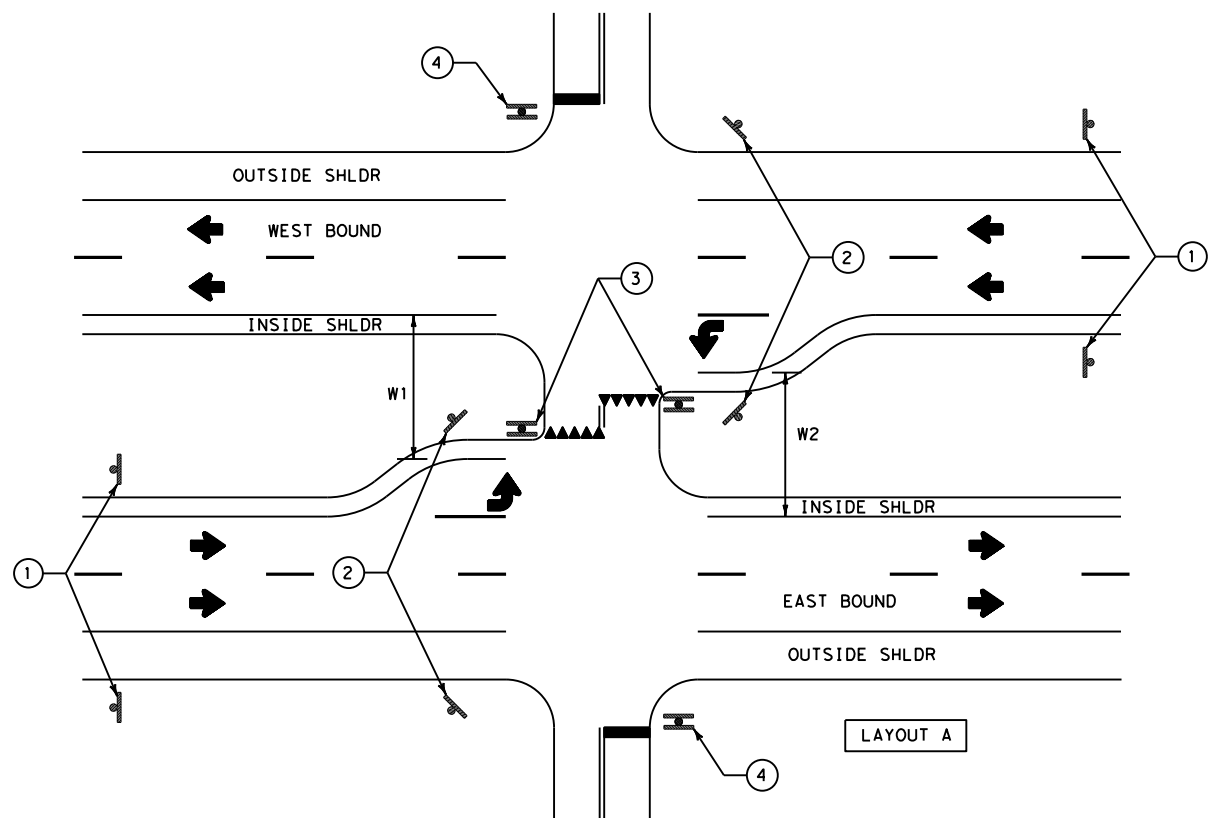 4
OUTSIDE SHLDR
WEST BOUND
2
1
3
INSIDE SHLDR
W1
W2
INSIDE SHLDR
1
2
EAST BOUND
OUTSIDE SHLDR
LAYOUT A
4